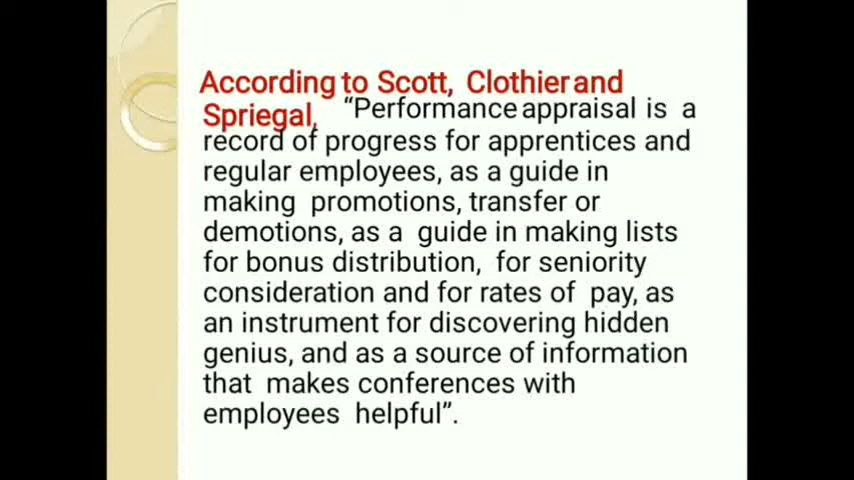 According to Scott, Clothier and
Spriegal, “Performance appraisal is a
record of progress for apprentices and
regular employees, as a guide in
making promotions, transfer or
demotions, as a guide in making lists
for bonus distribution, for seniority
consideration and for rates of pay, as
an instrument for discovering hidden
genius, and as a source of information
that makes conferences with
employees helpful”.